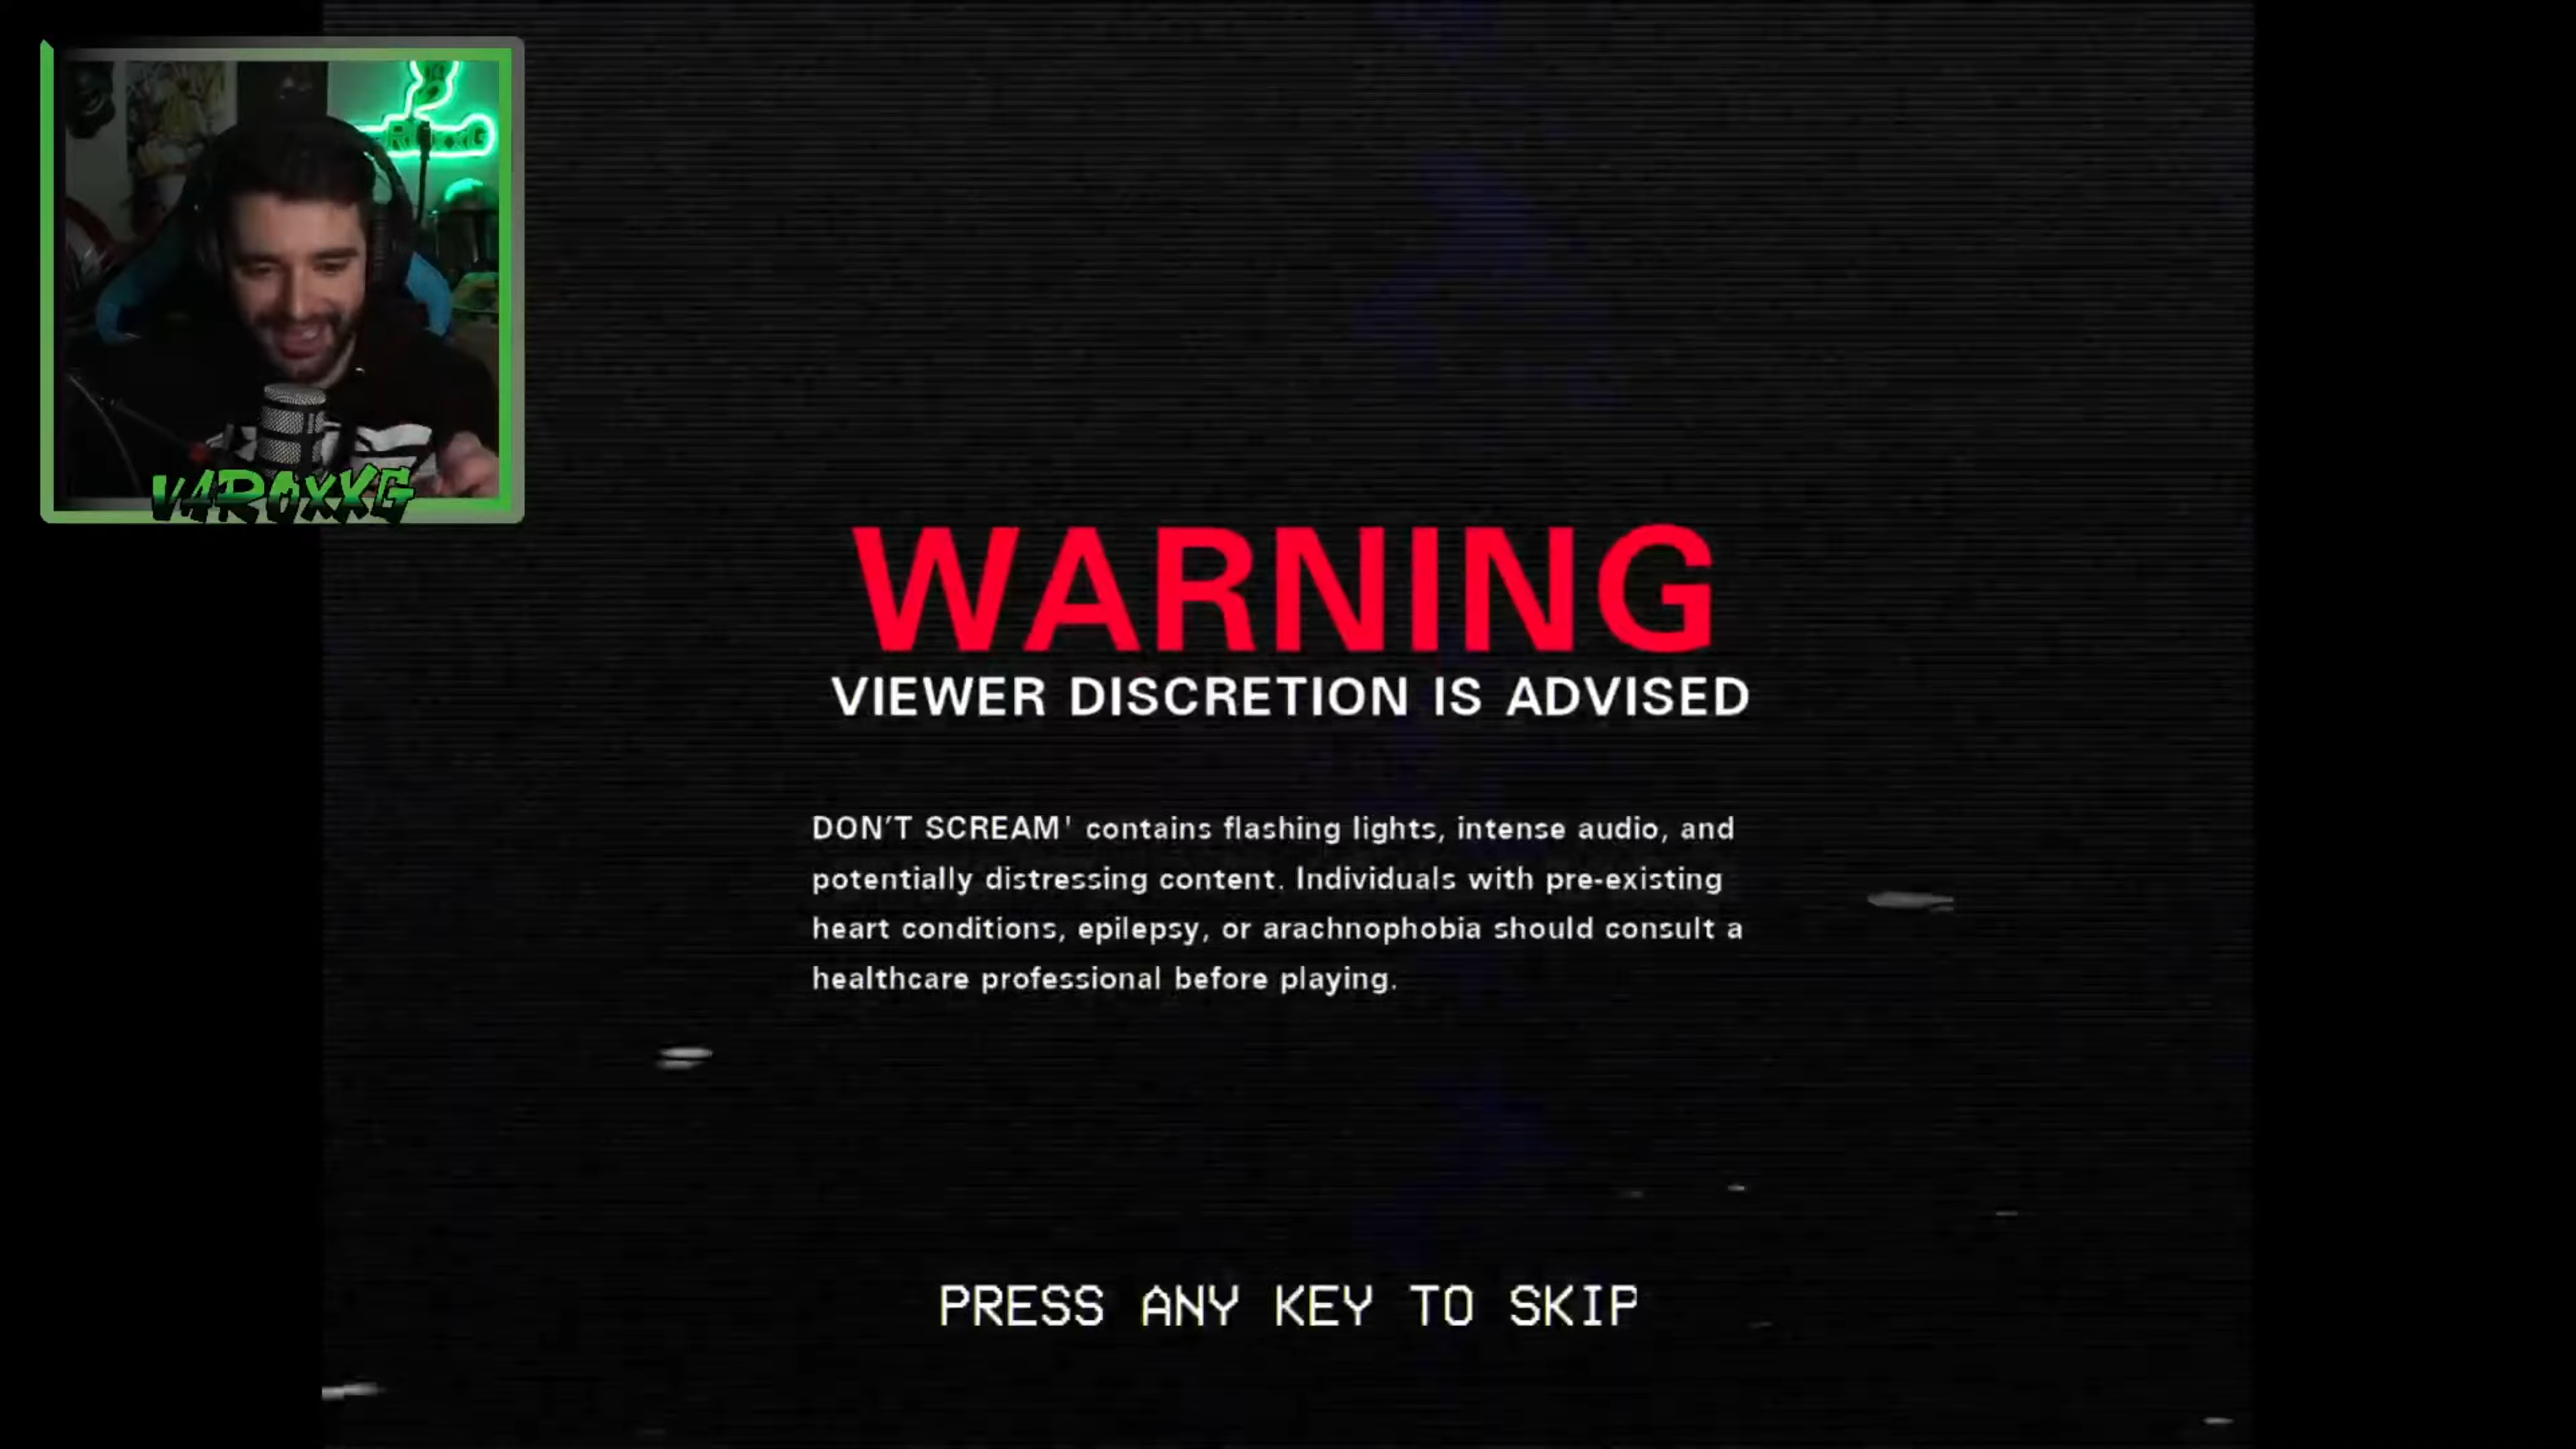 VAROXXG
WARNING
VIEWER DISCRETION IS ADVISED
DON'T SCREAM' contains flashing lights, intense audio, and
potentially distressing content. Individuals with pre-existing
heart conditions, epilepsy, or arachnophobia should consult a
healthcare professional before playing.
PRESS ANY KEY TO SKIP